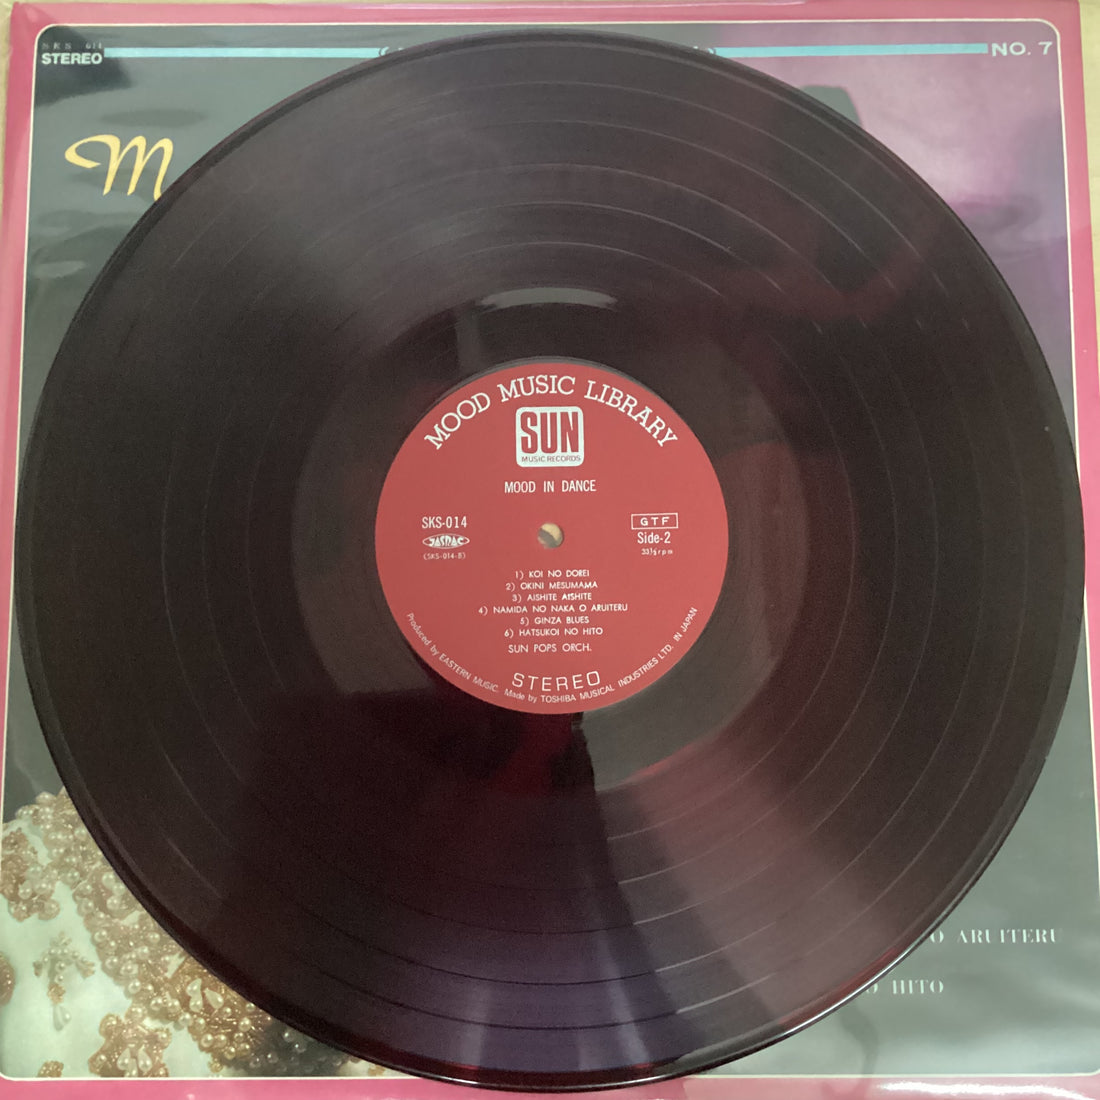 SKS 014
STEREO
NO. 7
M
MOOD MUSIC LIBRARY
SUN
MUSIC RECORDS
MOOD IN DANCE
SKS-014
JASRAC
(SKS-014-B)
GTF
Side-2
33⅓rpm
1) KOI NO DOREI
2) OKINI MESUMAMA
3) AISHITE AISHITE
4) NAMIDA NO NAKA O ARUITERU
5) GINZA BLUES
6) HATSUKOI NO HITO
SUN POPS ORCH.
STEREO
Produced by EASTERN MUSIC. Made by TOSHIBA MUSICAL INDUSTRIES LTD. IN JAPAN
O ARUITERU
O HITO